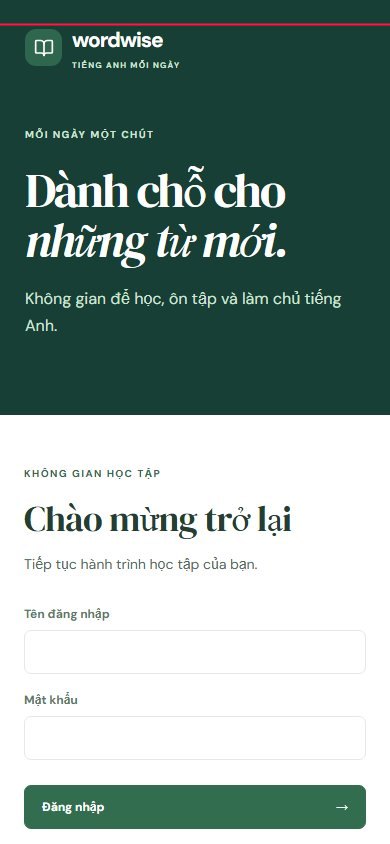 wordwise
TIẾNG ANH MỖI NGÀY
MỖI NGÀY MỘT CHÚT
Dành chỗ cho
những từ mới.
Không gian để học, ôn tập và làm chủ tiếng
Anh.
KHÔNG GIAN HỌC TẬP
Chào mừng trở lại
Tiếp tục hành trình học tập của bạn.
Tên đăng nhập
Mật khẩu
Đăng nhập →